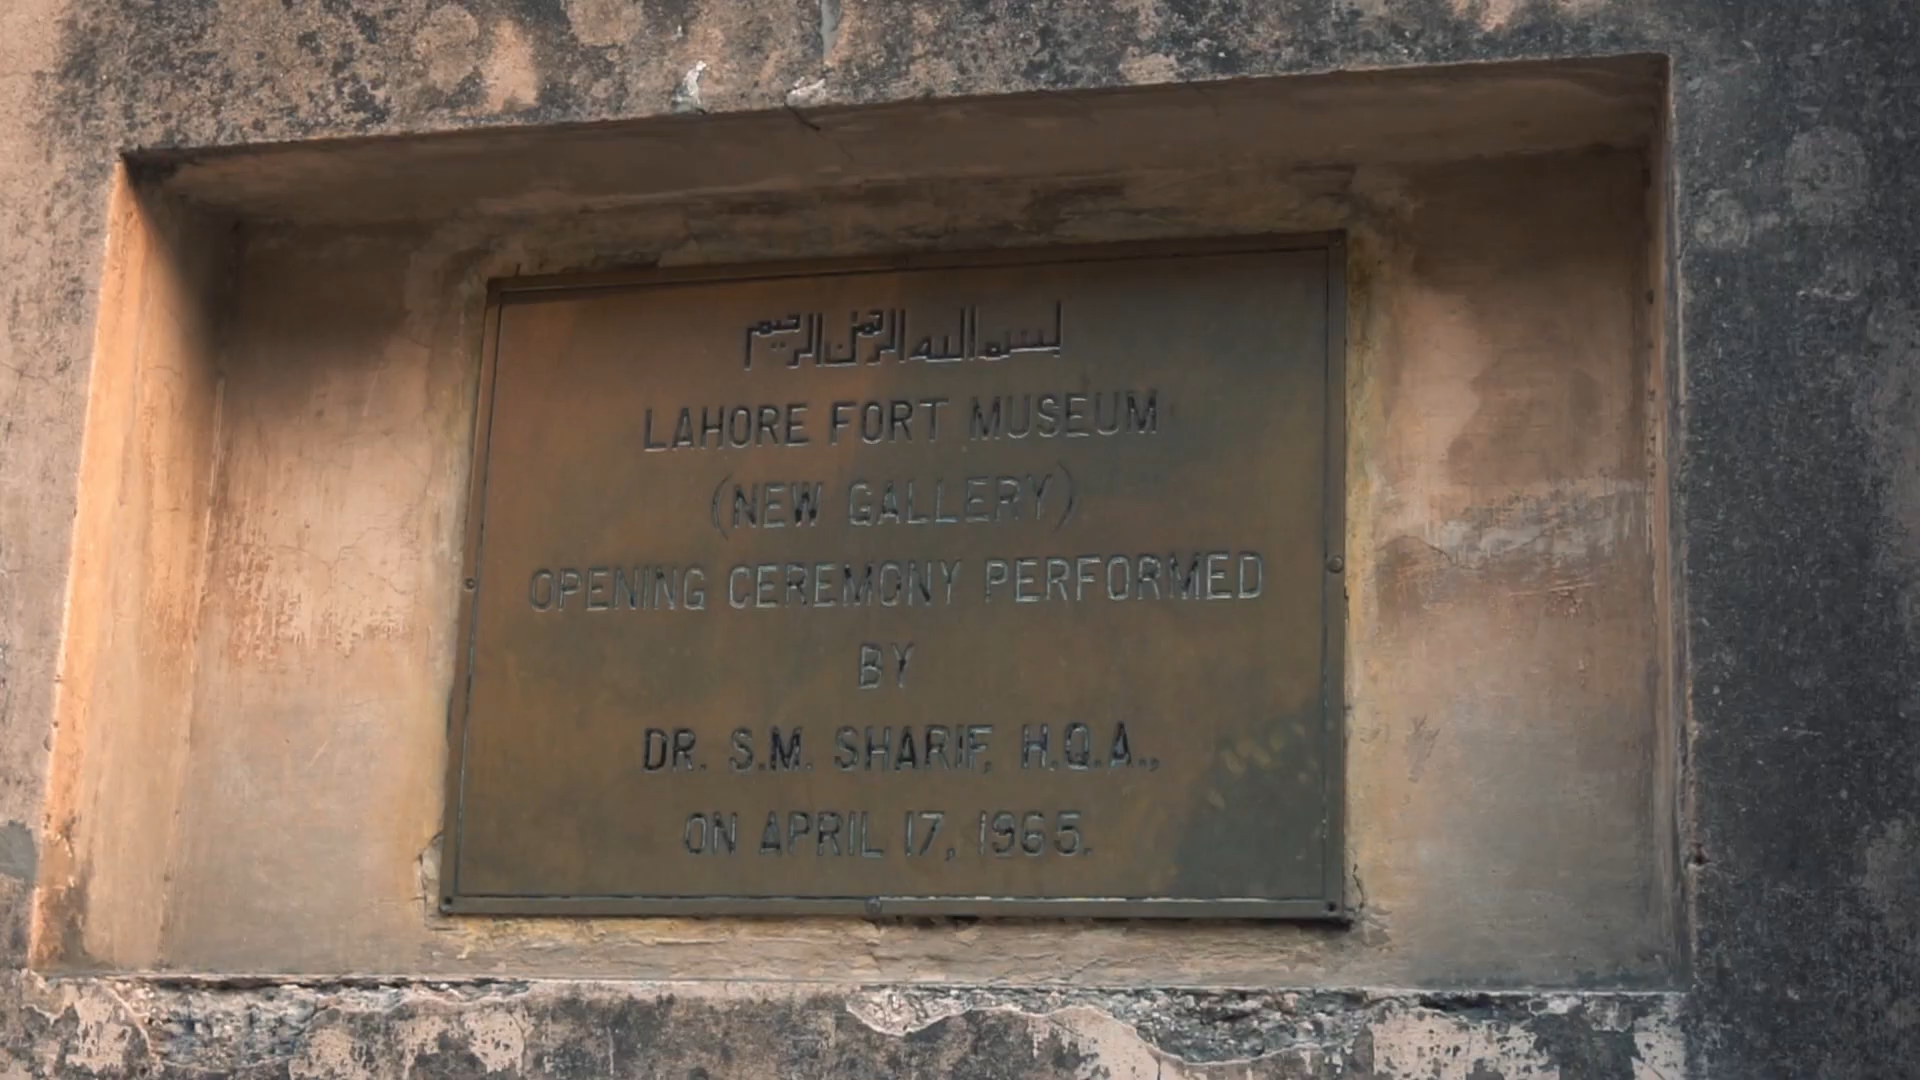 بسم الله الرحمن الرحيم
LAHORE FORT MUSEUM
(NEW GALLERY)
OPENING CEREMONY PERFORMED
BY
DR. S.M. SHARIF, H.Q.A.,
ON APRIL 17, 1965.